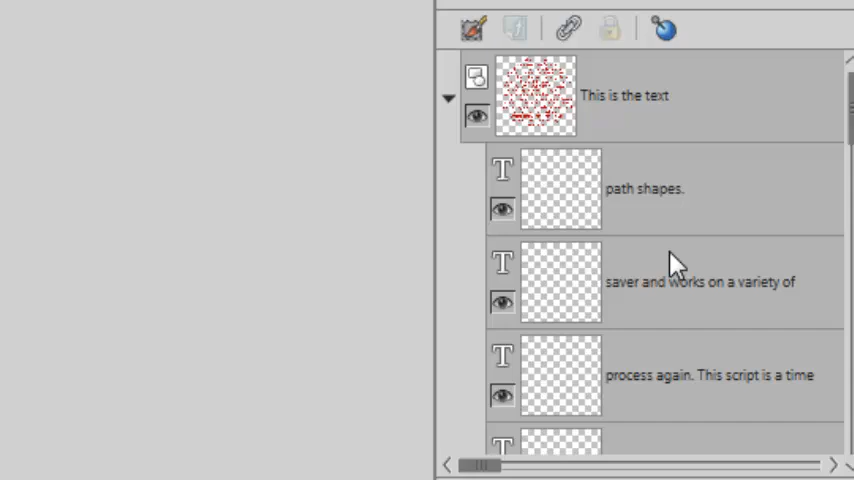 This is the text
path shapes.
saver and works on a variety of
process again. This script is a time